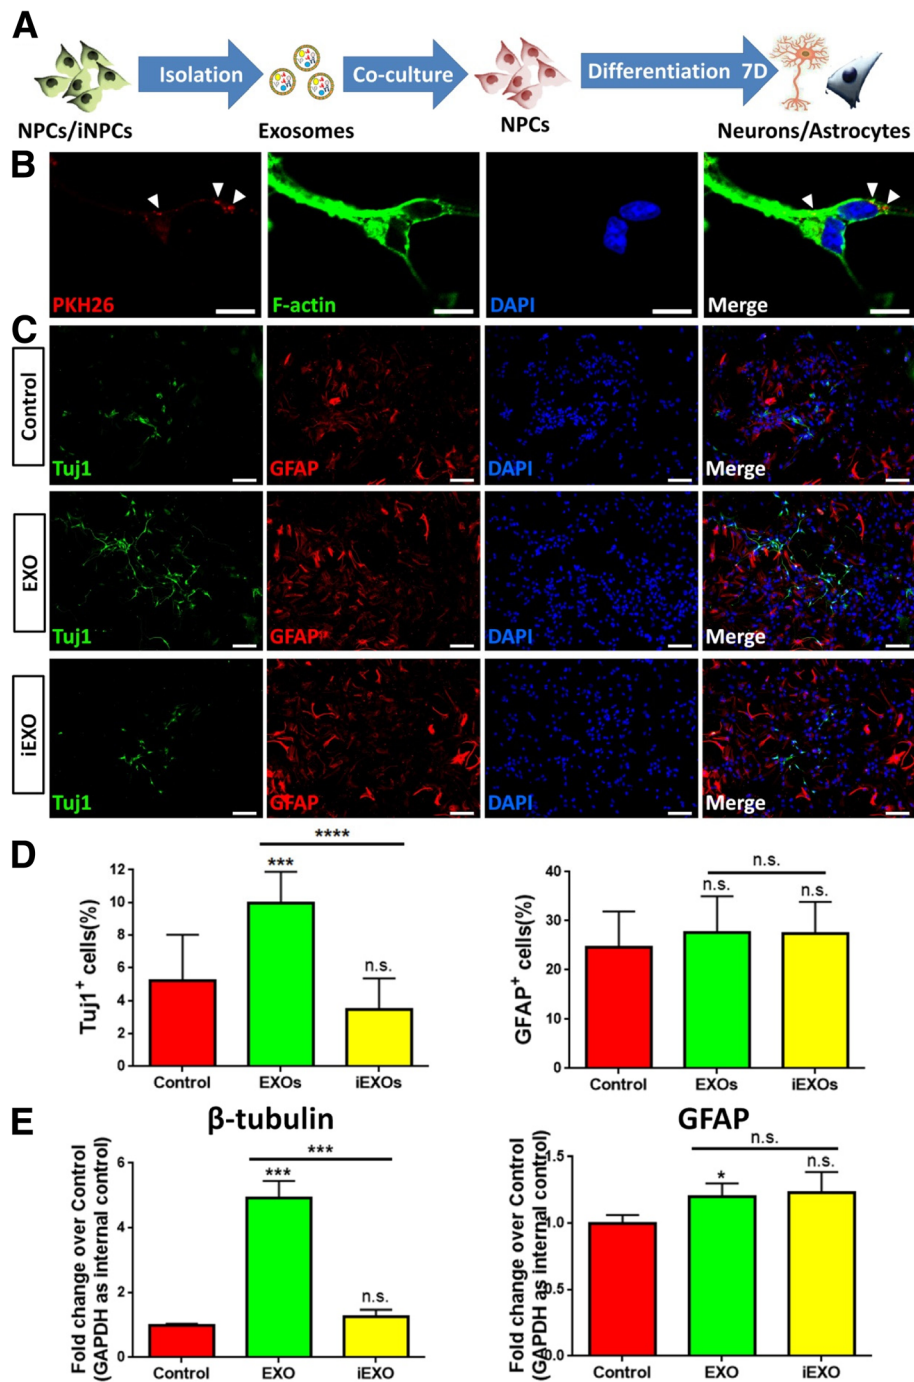 A
Isolation
Co-culture
Differentiation 7D
NPCs/iNPCs
Exosomes
NPCs
Neurons/Astrocytes
B
PKH26
F-actin
DAPI
Merge
C
Control
Tuj1
GFAP
DAPI
Merge
EXO
Tuj1
GFAP
DAPI
Merge
iEXO
Tuj1
GFAP
DAPI
Merge
D
Tuj1+ cells(%)
12
10
8
6
4
2
0
****
***
n.s.
Control
EXOs
iEXOs
GFAP+ cells(%)
40
30
20
10
0
n.s.
n.s.
n.s.
Control
EXOs
iEXOs
E
β-tubulin
Fold change over Control
(GAPDH as internal control)
6
4
2
0
***
***
n.s.
Control
EXO
iEXO
GFAP
Fold change over Control
(GAPDH as internal control)
1.5
1.0
0.5
0.0
n.s.
*
n.s.
Control
EXO
iEXO